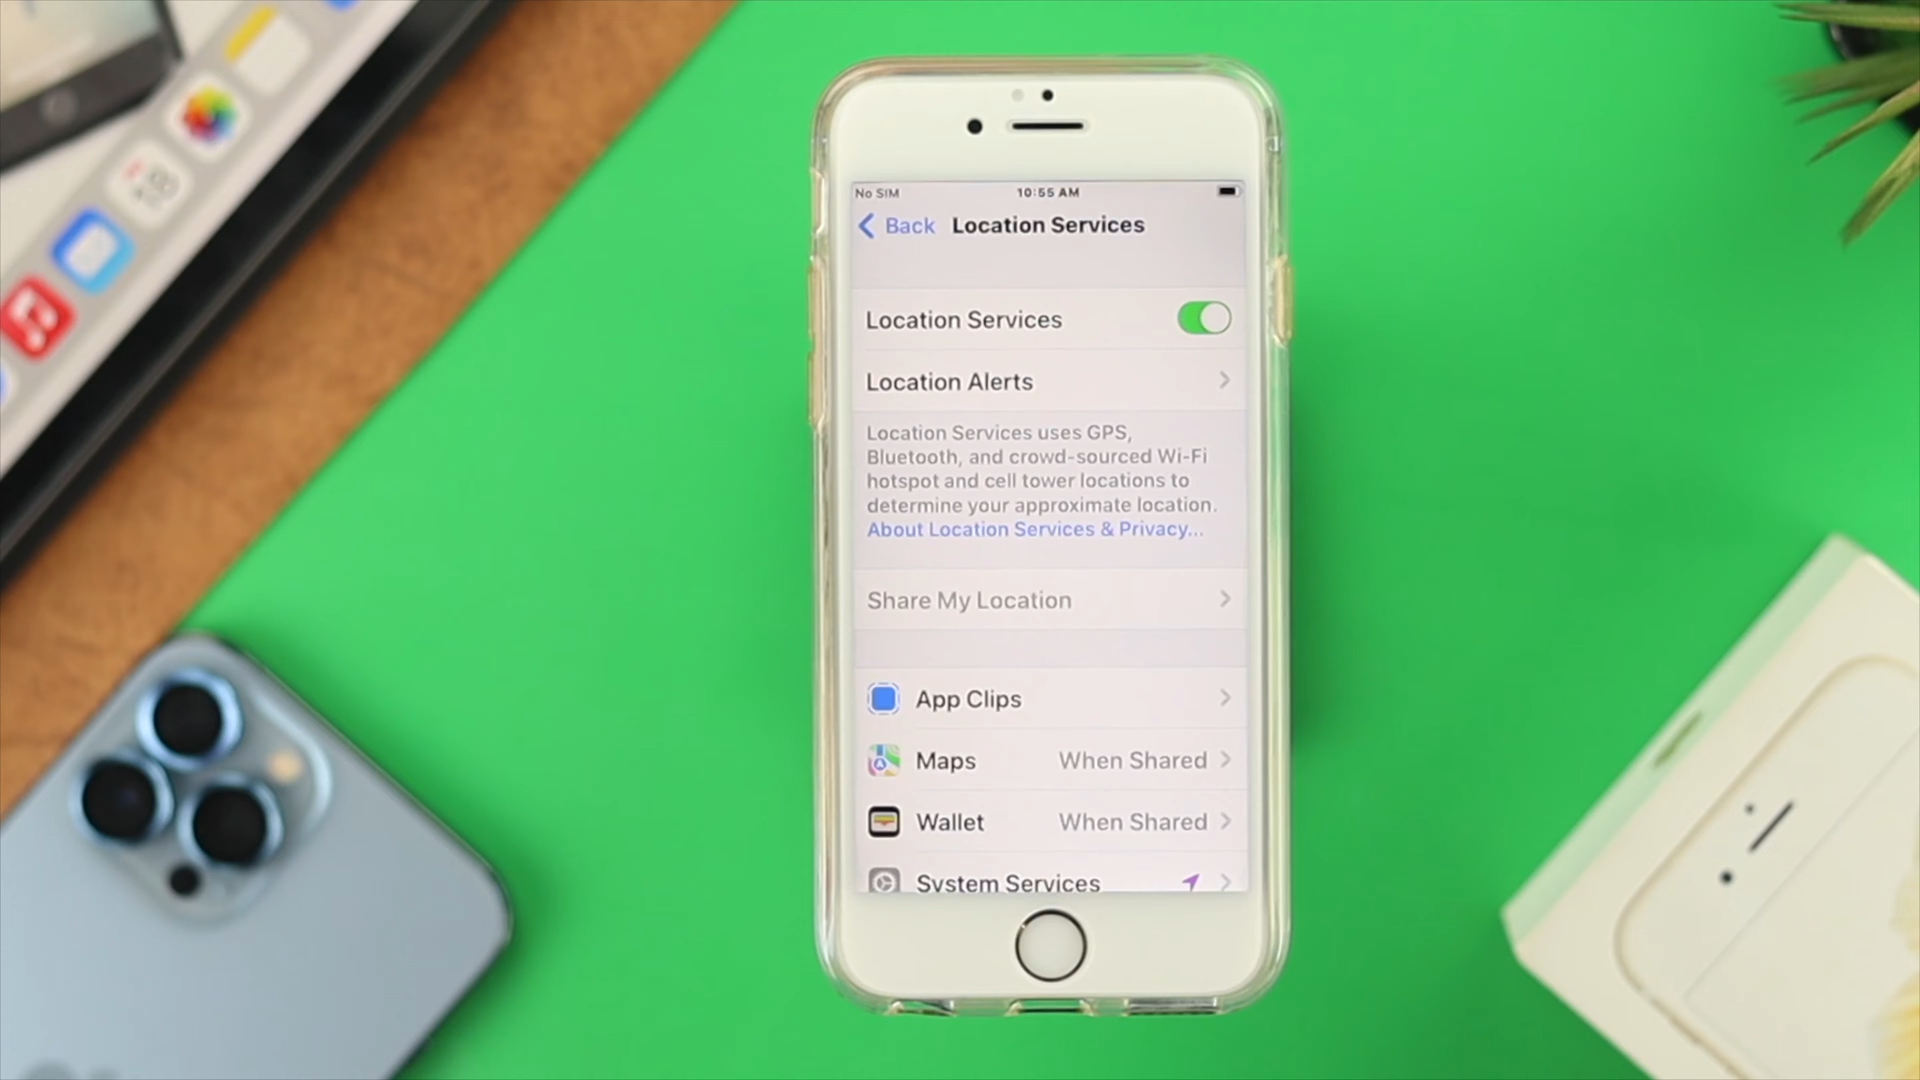 No SIM 10:55 AM
Back Location Services
Location Services
Location Alerts
Location Services uses GPS,
Bluetooth, and crowd-sourced Wi-Fi
hotspot and cell tower locations to
determine your approximate location.
About Location Services & Privacy...
Share My Location
App Clips
Maps When Shared
Wallet When Shared
System Services